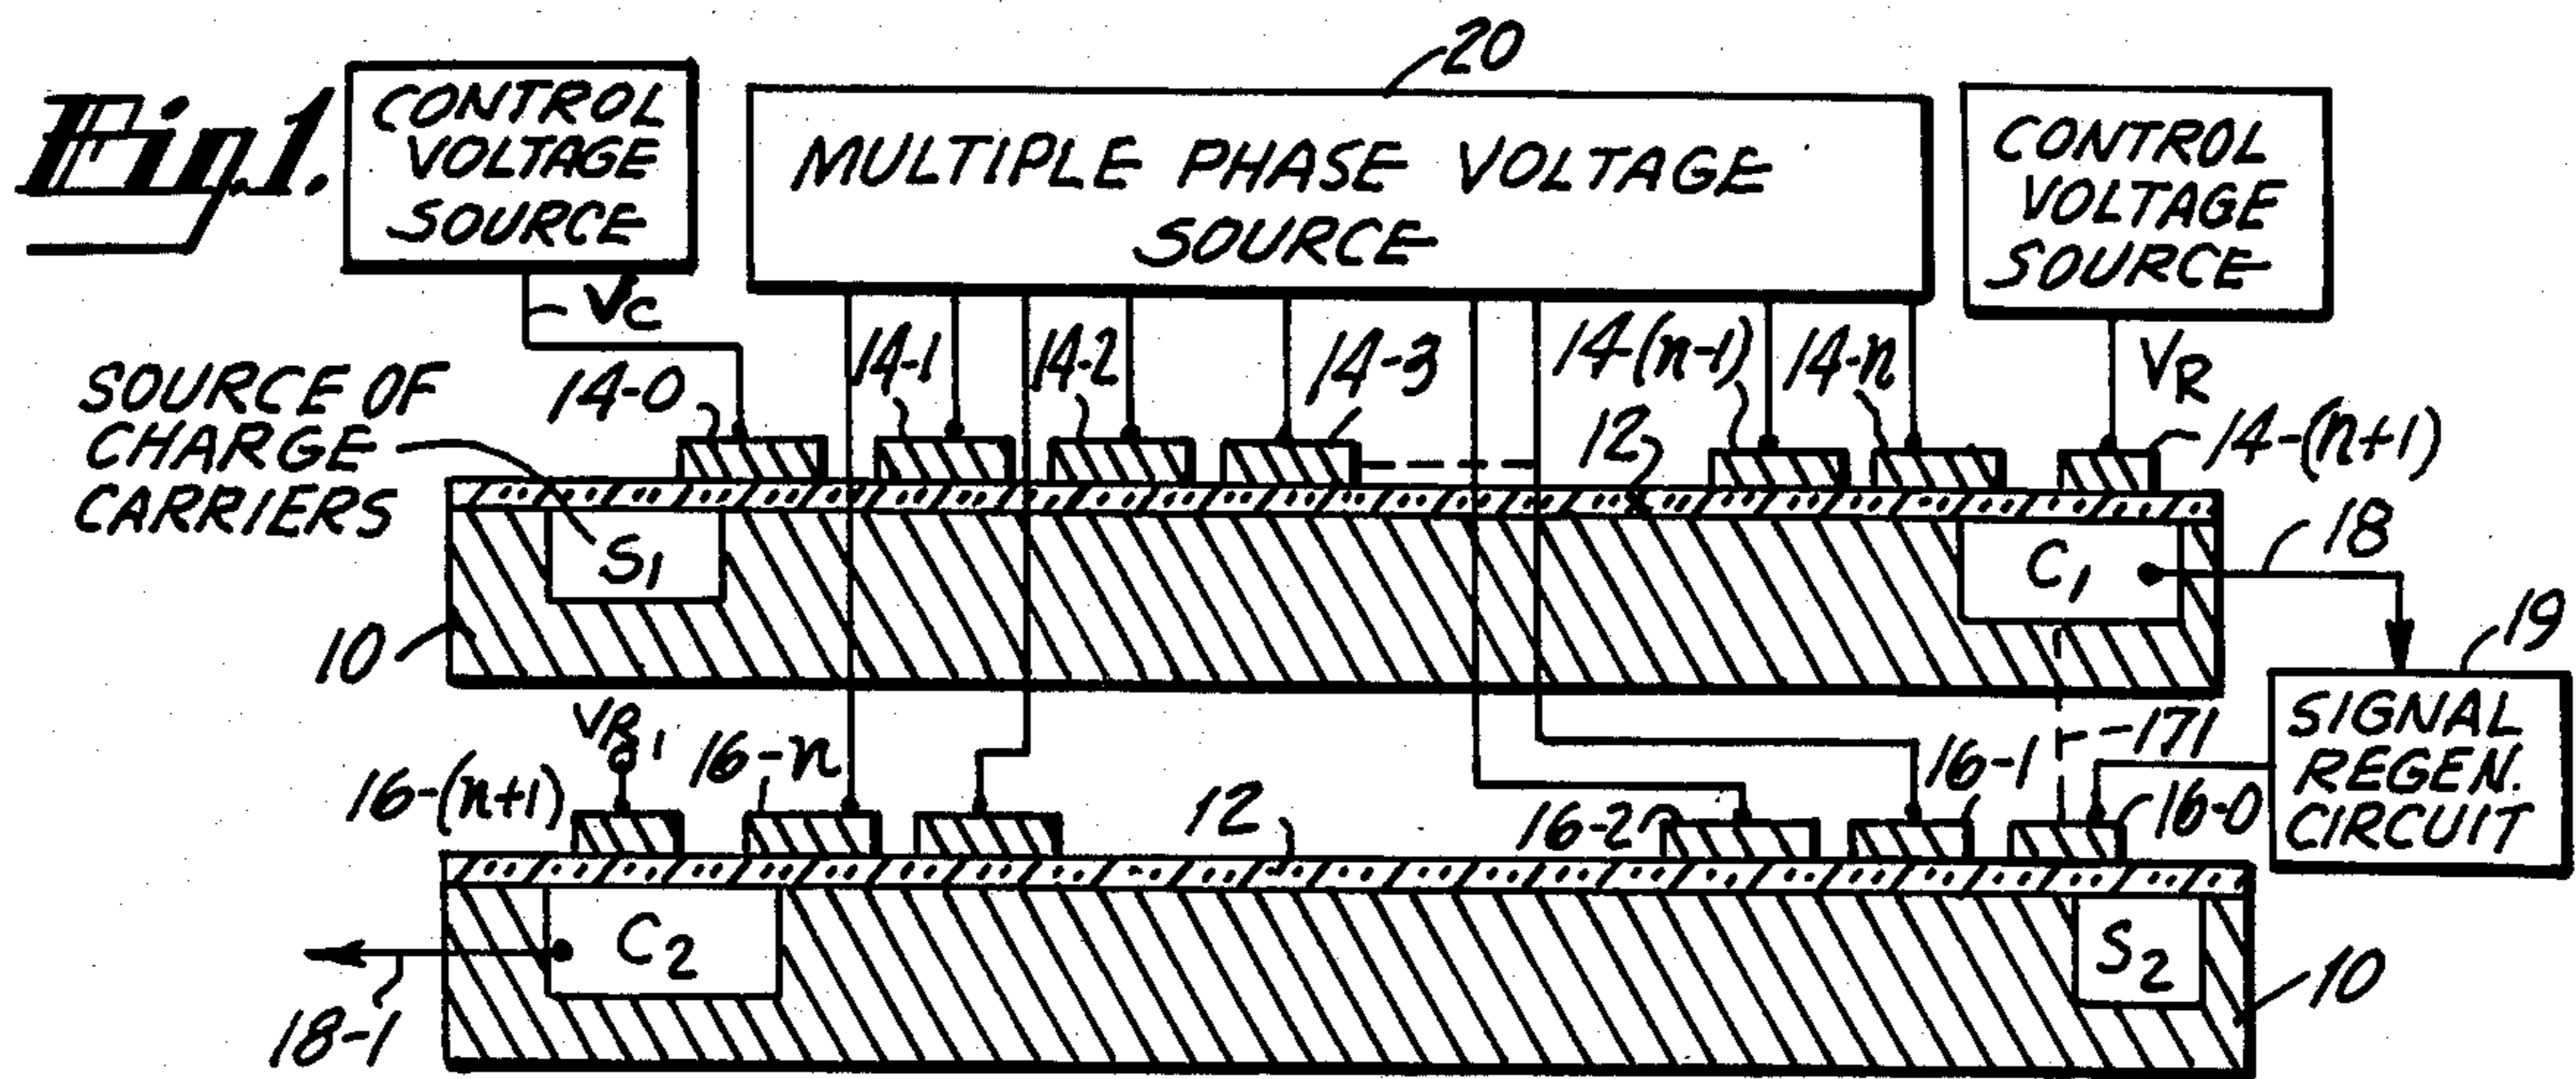 Fig.1.
CONTROL
VOLTAGE
SOURCE
MULTIPLE PHASE VOLTAGE
SOURCE
20
CONTROL
VOLTAGE
SOURCE
VC
VR
SOURCE OF
CHARGE
CARRIERS
14-0
14-1
14-2
14-3
14(n-1)
14-n
14-(n+1)
12
S1
C1
18
10
19
SIGNAL
REGEN.
CIRCUIT
VR1
171
16-(n+1)
16-n
12
16-2
16-1
16-0
C2
S2
18-1
10